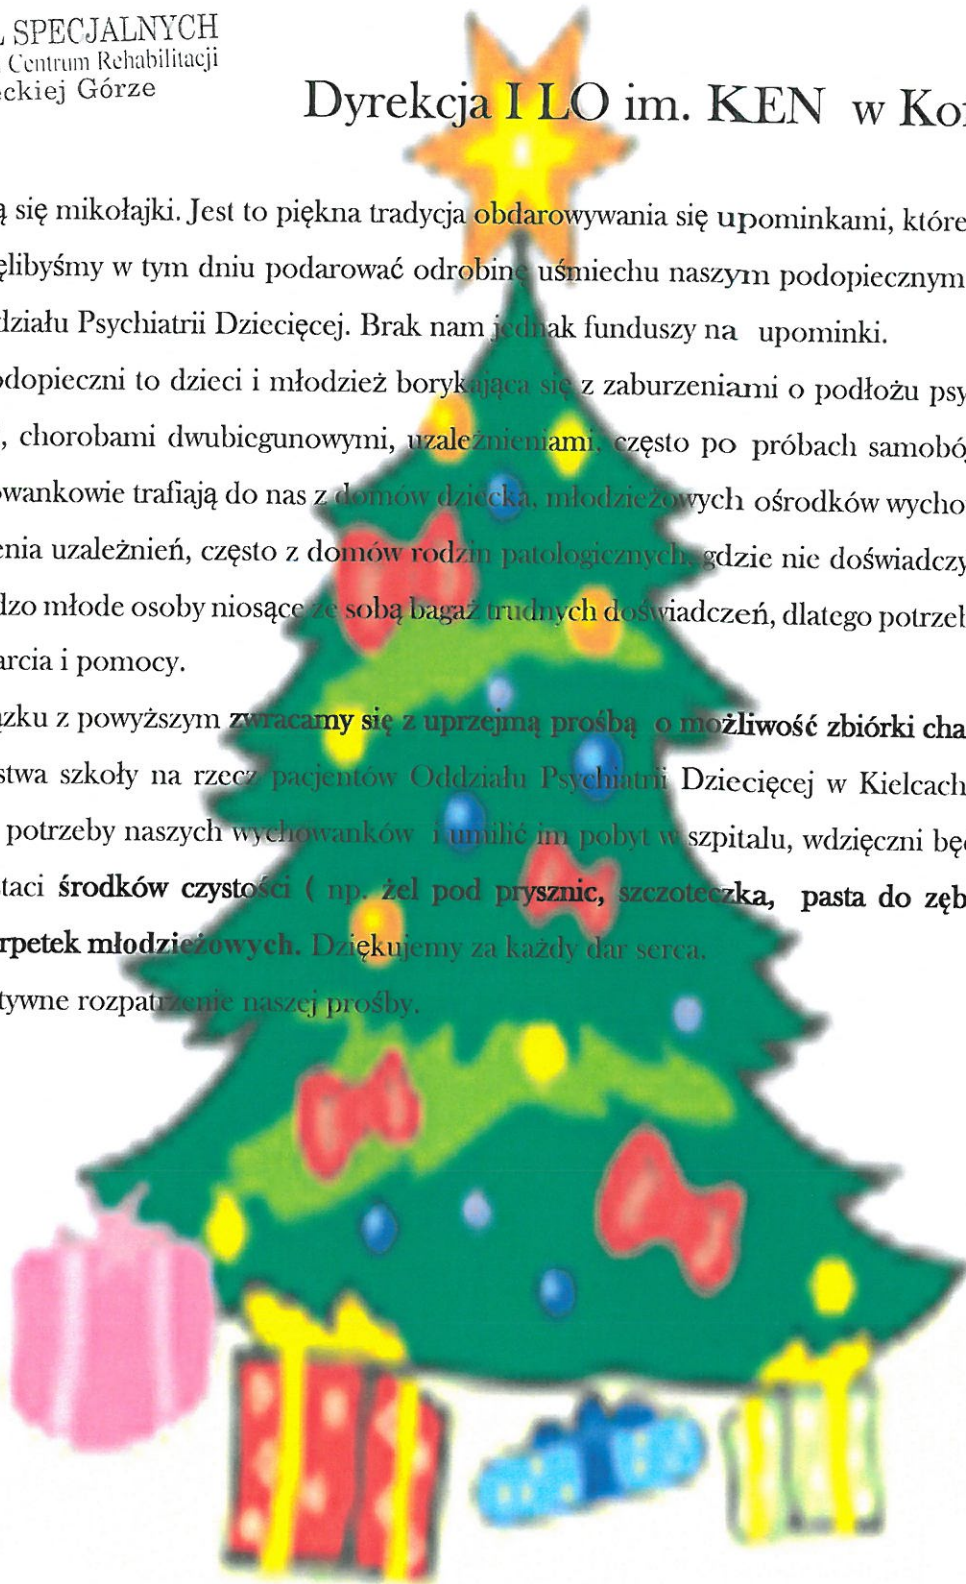 SPECJALNYCH
Centrum Rehabilitacji
Górze
Dyrekcja I LO im. KEN w
się mikołajki. Jest to piękna tradycja obdarowywania się upominkami, które
w tym dniu podarować odrobinę uśmiechu naszym podopiecznym
działu Psychiatrii Dziecięcej. Brak nam jednak funduszy na upominki.
dopieczni to dzieci i młodzież borykająca się z zaburzeniami o podłożu psy
, chorobami dwubiegunowymi, uzależnieniami, często po próbach samobó
wankowie trafiają do nas z domów dziecka, młodzieżowych ośrodków wycho
enia uzależnień, często z domów rodzin patologicznych, gdzie nie doświadczy
dzo młode osoby niosące ze sobą bagaż trudnych doświadczeń, dlatego potrzeb
arcia i pomocy.
ązku z powyższym zwracamy się z uprzejmą prośbą o możliwość zbiórki cha
stwa szkoły na rzecz pacjentów Oddziału Psychiatrii Dziecięcej w Kielcach
potrzeby naszych wychowanków i umilić im pobyt w szpitalu, wdzięczni bę
staci środków czystości ( np. żel pod prysznic, szczoteczka, pasta do zęb
rpetek młodzieżowych. Dziękujemy za każdy dar serca.
tywne rozpatrzenie naszej prośby.